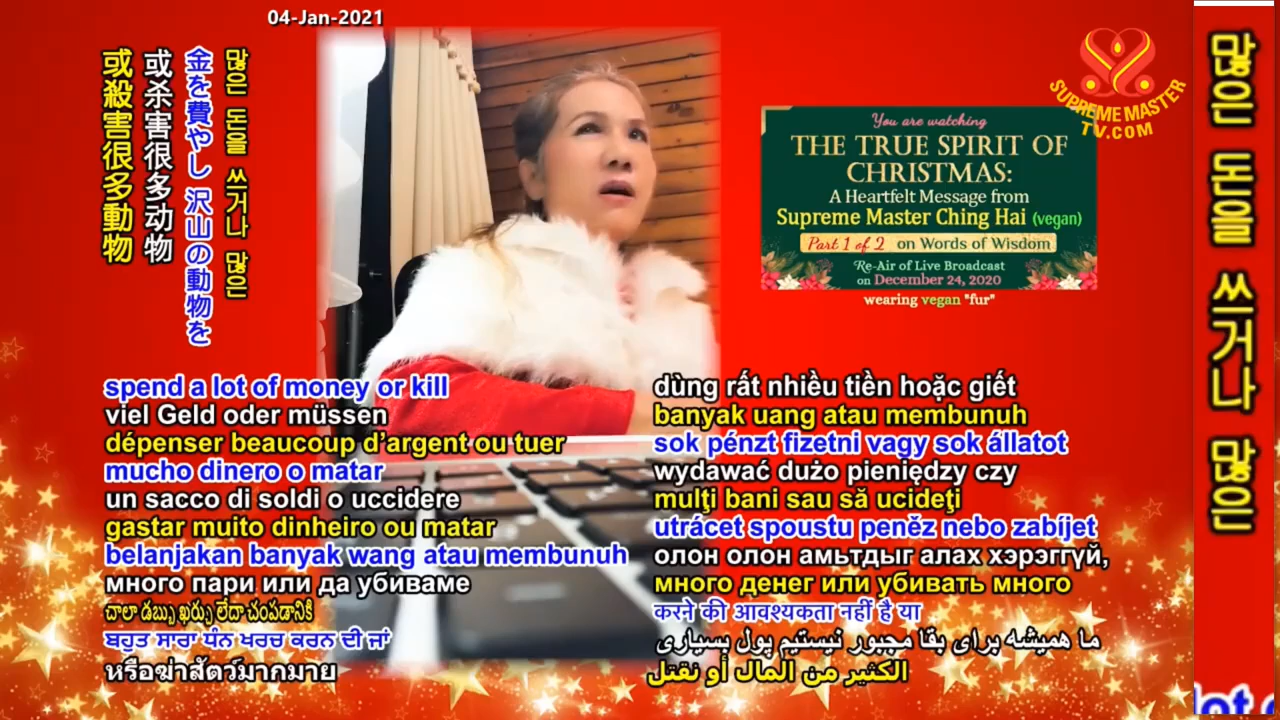 04-Jan-2021
많은 돈을 쓰거나 많은
金を費やし 沢山の動物を
或杀害很多动物
或殺害很多動物
SUPREME MASTER
TV.COM
You are watching
THE TRUE SPIRIT OF
CHRISTMAS:
A Heartfelt Message from
Supreme Master Ching Hai (vegan)
Part 1 of 2 on Words of Wisdom
Re-Air of Live Broadcast
on December 24, 2020
wearing vegan "fur"
spend a lot of money or kill
viel Geld oder müssen
dépenser beaucoup d’argent ou tuer
mucho dinero o matar
un sacco di soldi o uccidere
gastar muito dinheiro ou matar
belanjakan banyak wang atau membunuh
много пари или да убиваме
చాలా డబ్బు ఖర్చు లేదా చంపడానికి
ਬਹੁਤ ਸਾਰਾ ਧੰਨ ਖਰਚ ਕਰਨ ਦੀ ਜਾਂ
หรือฆ่าสัตว์มากมาย
dùng rất nhiều tiền hoặc giết
banyak uang atau membunuh
sok pénzt fizetni vagy sok állatot
wydawać dużo pieniędzy czy
mulţi bani sau să ucideţi
utrácet spoustu peněz nebo zabíjet
олон олон амьтдыг алах хэрэггүй,
много денег или убивать много
करने की आवश्यकता नहीं है या
ما همیشه برای بقا مجبور نیستیم پول بسیاری
الكثير من المال أو نقتل
많은 돈을 쓰거나 많은